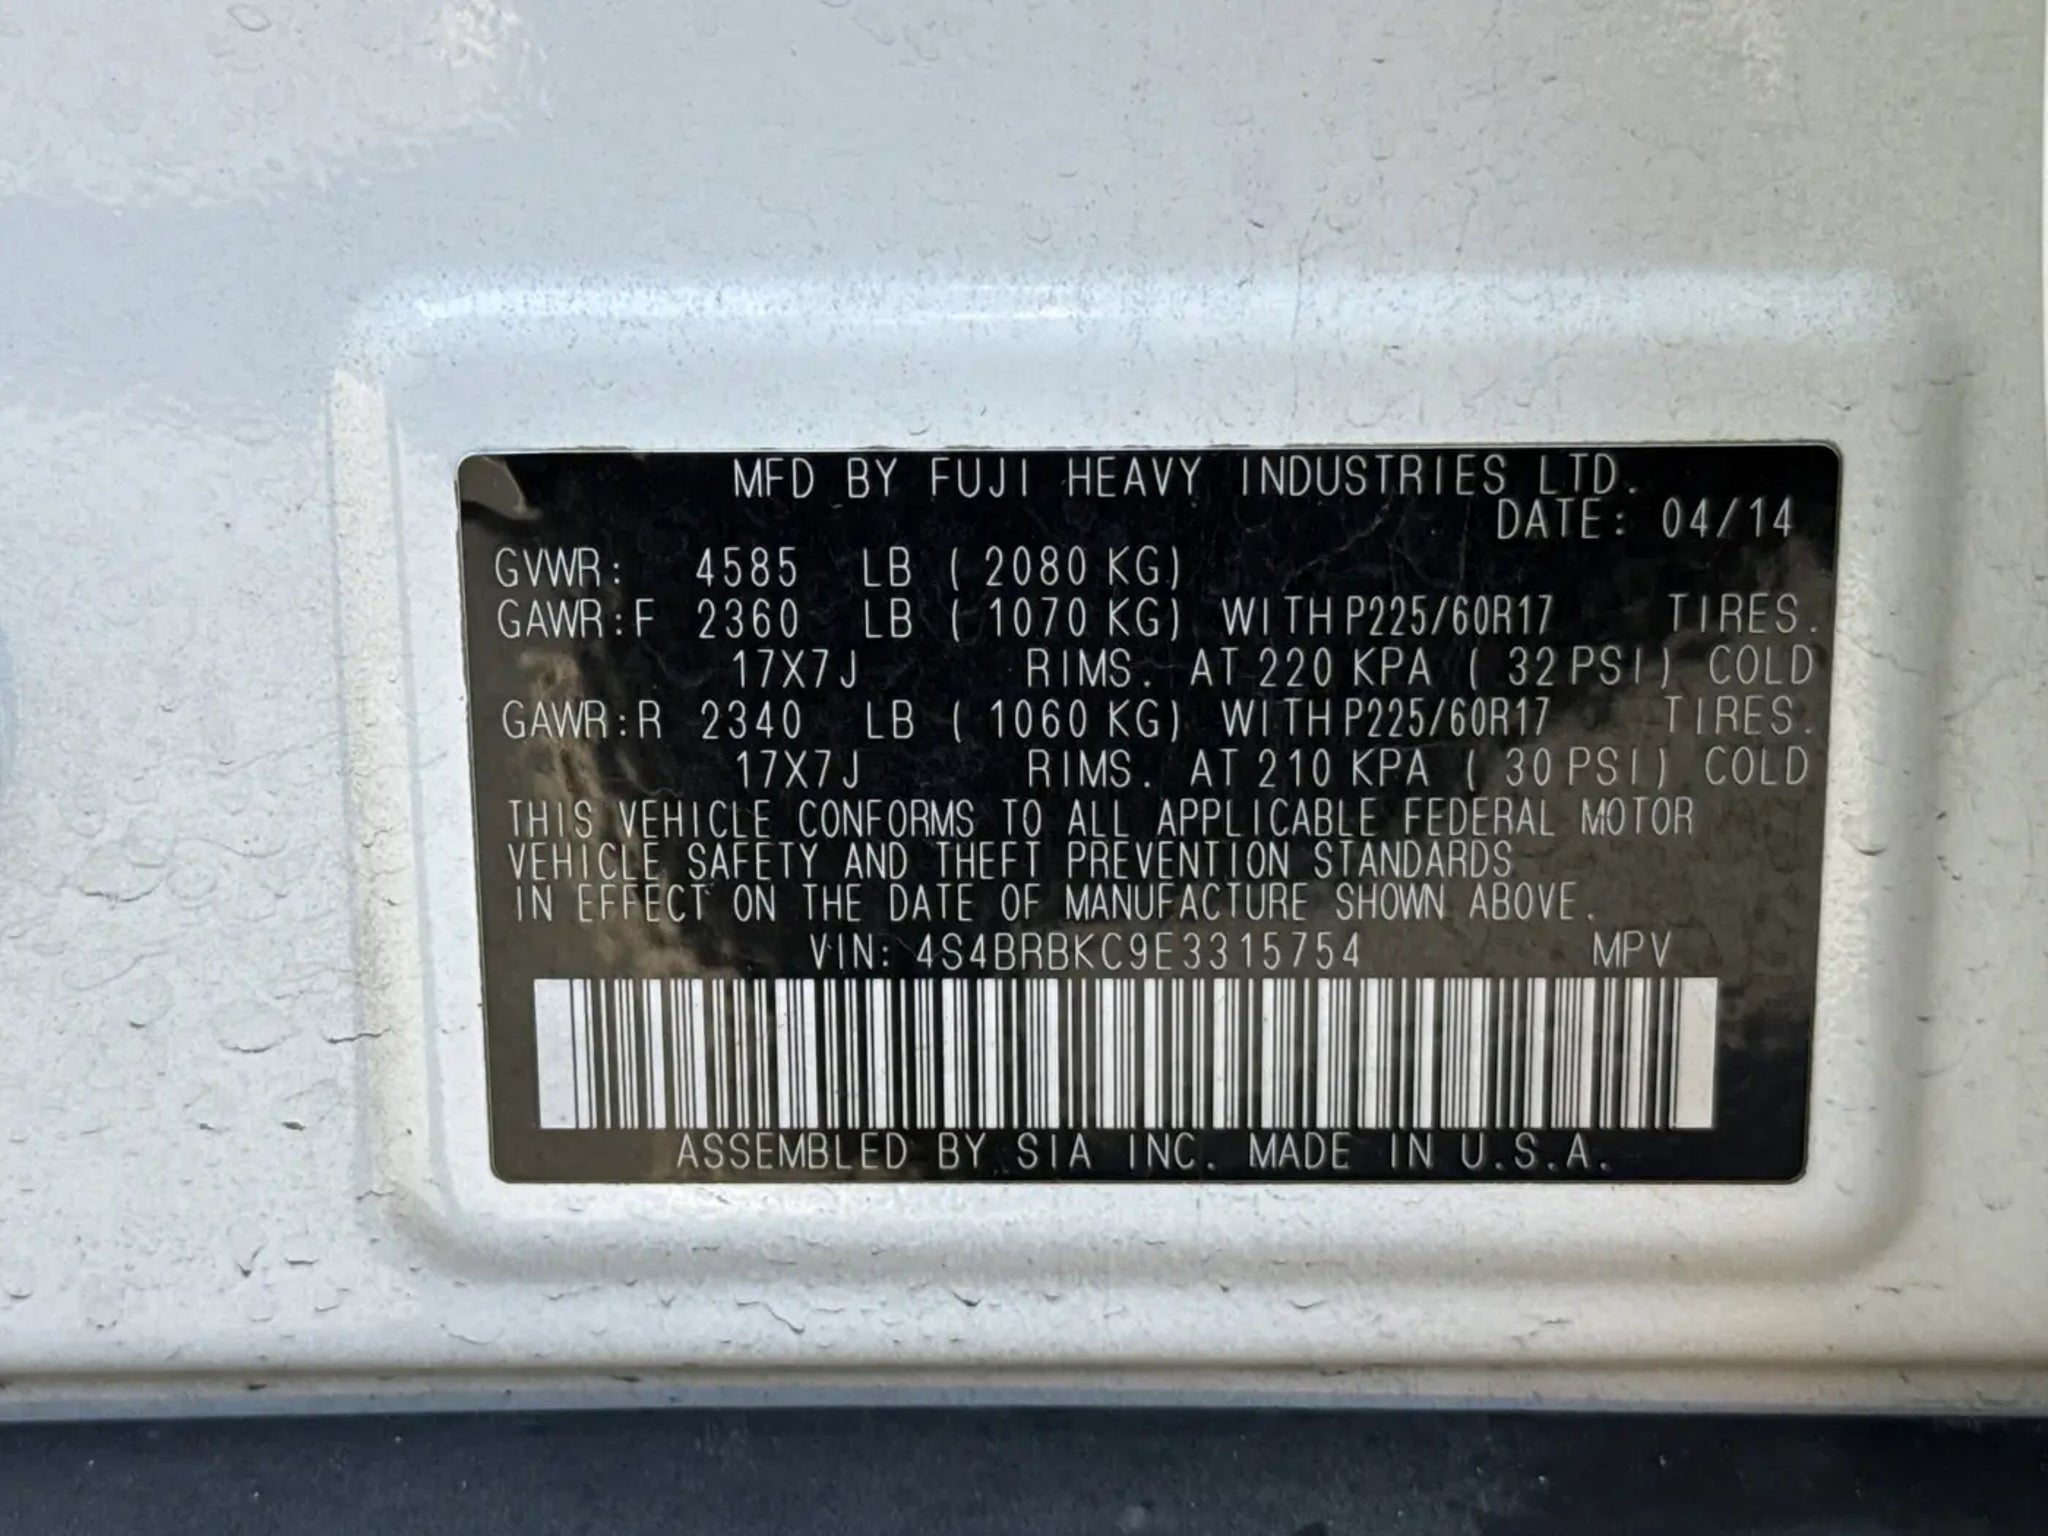 MFD BY FUJI HEAVY INDUSTRIES LTD.
DATE: 04/14
GVWR: 4585 LB ( 2080 KG)
GAWR:F 2360 LB ( 1070 KG) WITH P225/60R17 TIRES.
17X7J RIMS. AT 220 KPA ( 32 PSI) COLD
GAWR:R 2340 LB ( 1060 KG) WITH P225/60R17 TIRES.
17X7J RIMS. AT 210 KPA ( 30 PSI) COLD
THIS VEHICLE CONFORMS TO ALL APPLICABLE FEDERAL MOTOR
VEHICLE SAFETY AND THEFT PREVENTION STANDARDS
IN EFFECT ON THE DATE OF MANUFACTURE SHOWN ABOVE.
VIN: 4S4BRBKC9E3315754 MPV
ASSEMBLED BY SIA INC. MADE IN U.S.A.